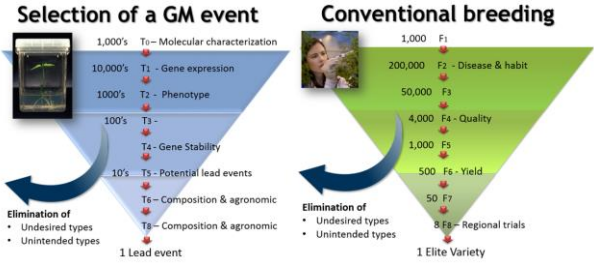 Selection of a GM event
1,000's T0 – Molecular characterization
10,000's T1 - Gene expression
1000's T2 - Phenotype
100's T3 -
T4 - Gene Stability
10's T5 - Potential lead events
T6 – Composition & agronomic
T8 – Composition & agronomic
Elimination of
• Undesired types
• Unintended types
1 Lead event
Conventional breeding
1,000 F1
200,000 F2 - Disease & habit
50,000 F3
4,000 F4 - Quality
1,000 F5
500 F6 - Yield
50 F7
8 F8 – Regional trials
Elimination of
• Undesired types
• Unintended types
1 Elite Variety